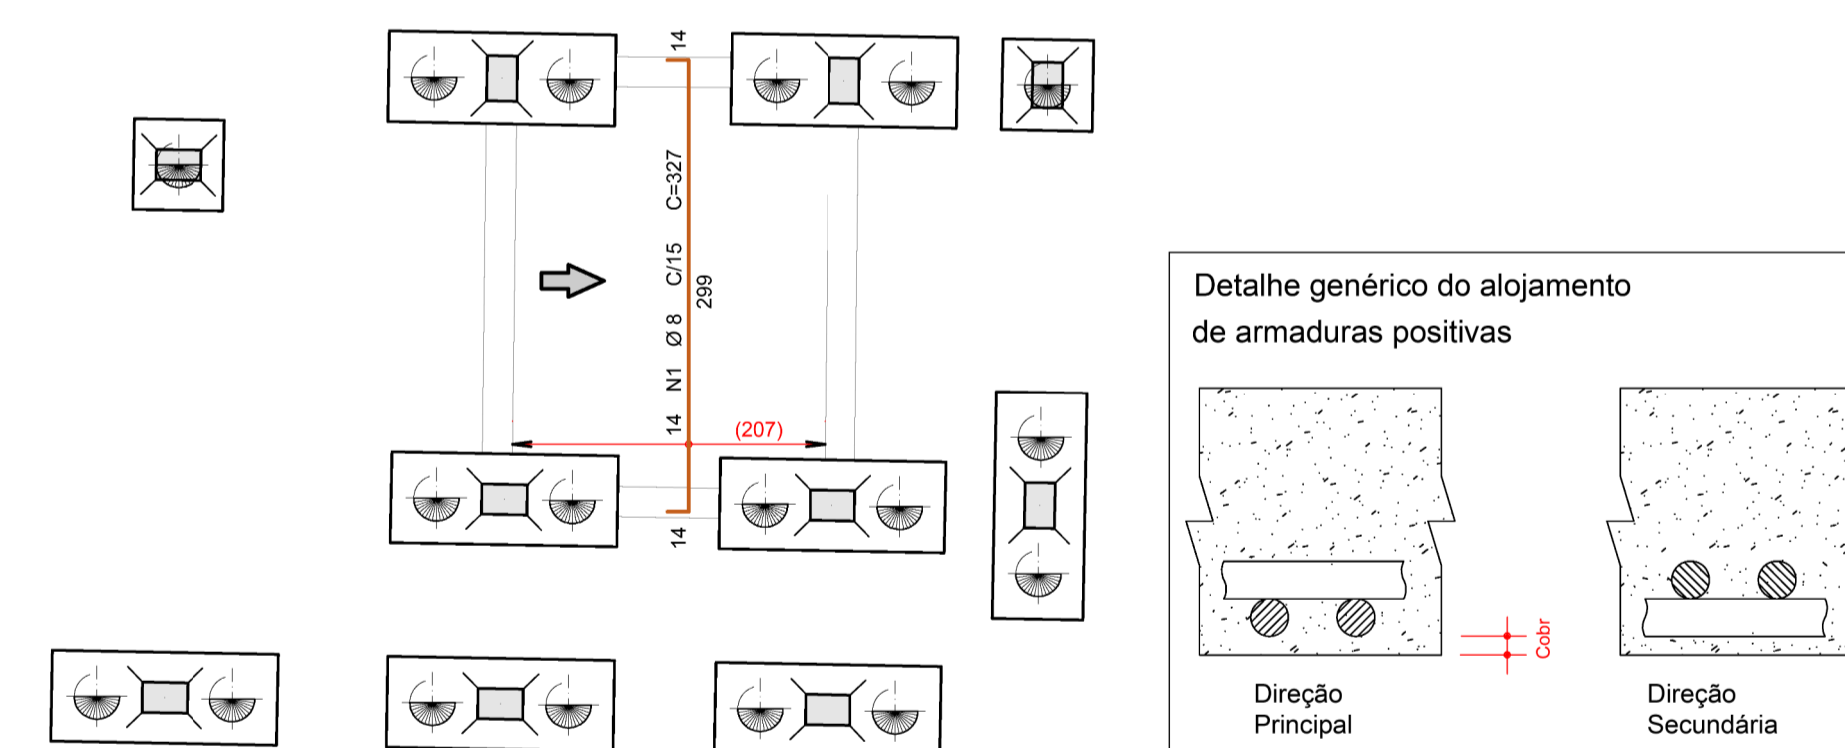 14
14 N1 Ø 8 C/15 C=327
299
(207)
14
Detalhe genérico do alojamento
de armaduras positivas
Cobr
Direção
Principal
Direção
Secundária